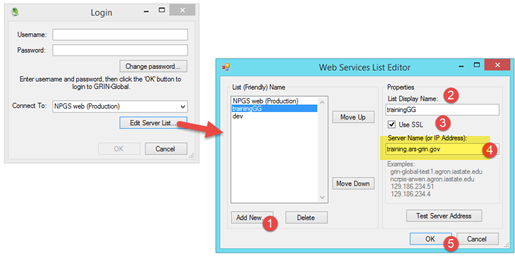 Login
Username:
Password:
Change password...
Enter username and password, then click the 'OK' button to
login to GRIN-Global.
Connect To:
NPGS web (Production)
Edit Server List...
OK
Cancel
Web Services List Editor
List (Friendly) Name
NPGS web (Production)
trainingGG
dev
Move Up
Move Down
Add New...
1
Delete
Properties
List Display Name:
2
trainingGG
Use SSL
3
Server Name (or IP Address):
training.ars-grin.gov
4
Examples:
grin-global-test1.agron.iastate.edu
ncrpis-arwen.agron.iastate.edu
129.186.234.51
129.186.234.4
Test Server Address
OK
5
Cancel